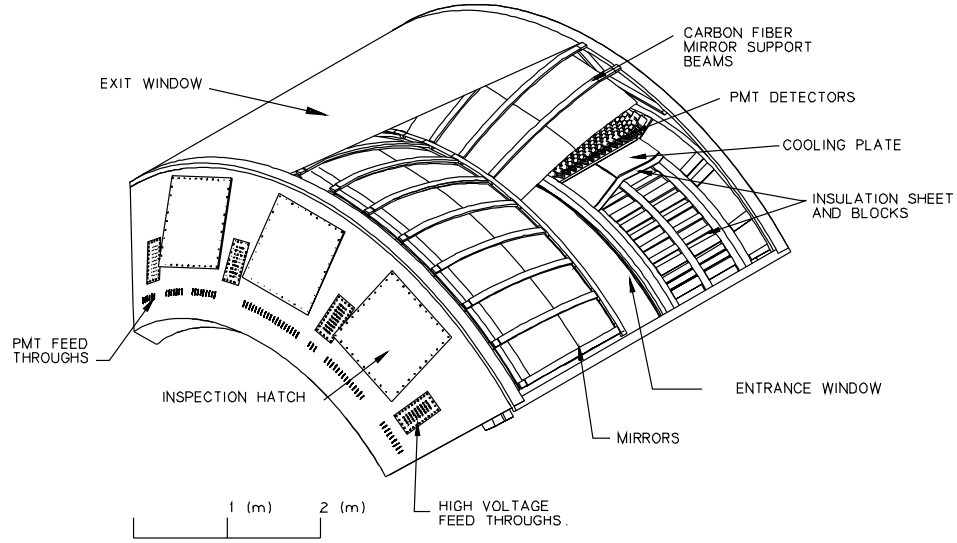 CARBON FIBER
MIRROR SUPPORT
BEAMS
EXIT WINDOW
PMT DETECTORS
COOLING PLATE
INSULATION SHEET
AND BLOCKS
PMT FEED
THROUGHS
INSPECTION HATCH
ENTRANCE WINDOW
MIRRORS
1 (m) 2 (m)
HIGH VOLTAGE
FEED THROUGHS.